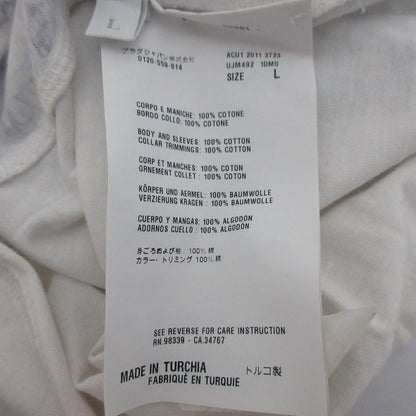 L
プラダジャパン株式会社
0120-559-914
ACU1 2011 3723
UJM492 1DM0
SIZE L
CORPO E MANICHE: 100% COTONE
BORDO COLLO: 100% COTONE
BODY AND SLEEVES: 100% COTTON
COLLAR TRIMMINGS: 100% COTTON
CORP ET MANCHES: 100% COTON
ORNEMENT COLLET : 100% COTON
KÖRPER UND AERMEL: 100% BAUMWOLLE
VERZIERUNG KRAGEN : 100% BAUMWOLLE
CUERPO Y MANGAS: 100% ALGODON
ADORNOS CUELLO : 100% ALGODON
身ごろおよび袖: 100% 綿
カラー・トリミング : 100% 綿
SEE REVERSE FOR CARE INSTRUCTION
RN.98339 - CA.34767
MADE IN TURCHIA トルコ製
FABRIQUÉ EN TURQUIE